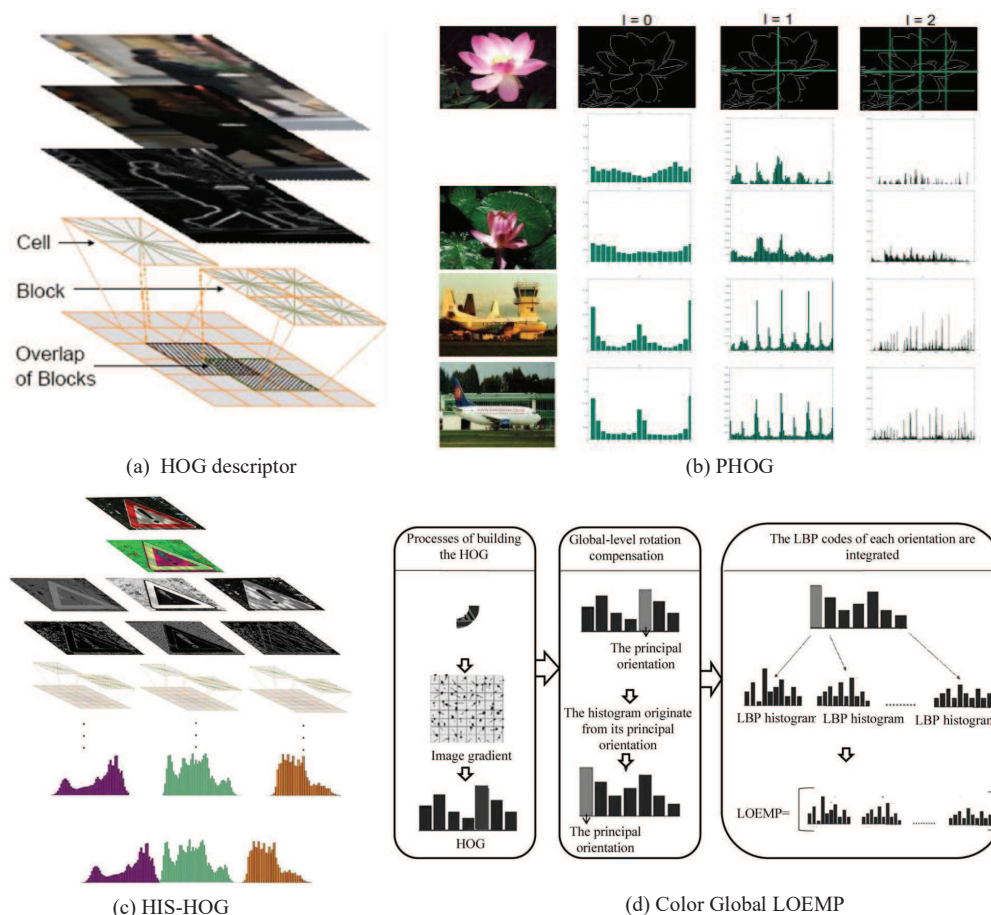 Cell
Block
Overlap
of Blocks
(a) HOG descriptor
l = 0
l = 1
l = 2
(b) PHOG
(c) HIS-HOG
Processes of building
the HOG
Image gradient
HOG
Global-level rotation
compensation
The principal
orientation
The histogram originate
from its principal
orientation
The principal
orientation
The LBP codes of each orientation are
integrated
LBP histogram
LBP histogram
LBP histogram
LOEMP=
(d) Color Global LOEMP